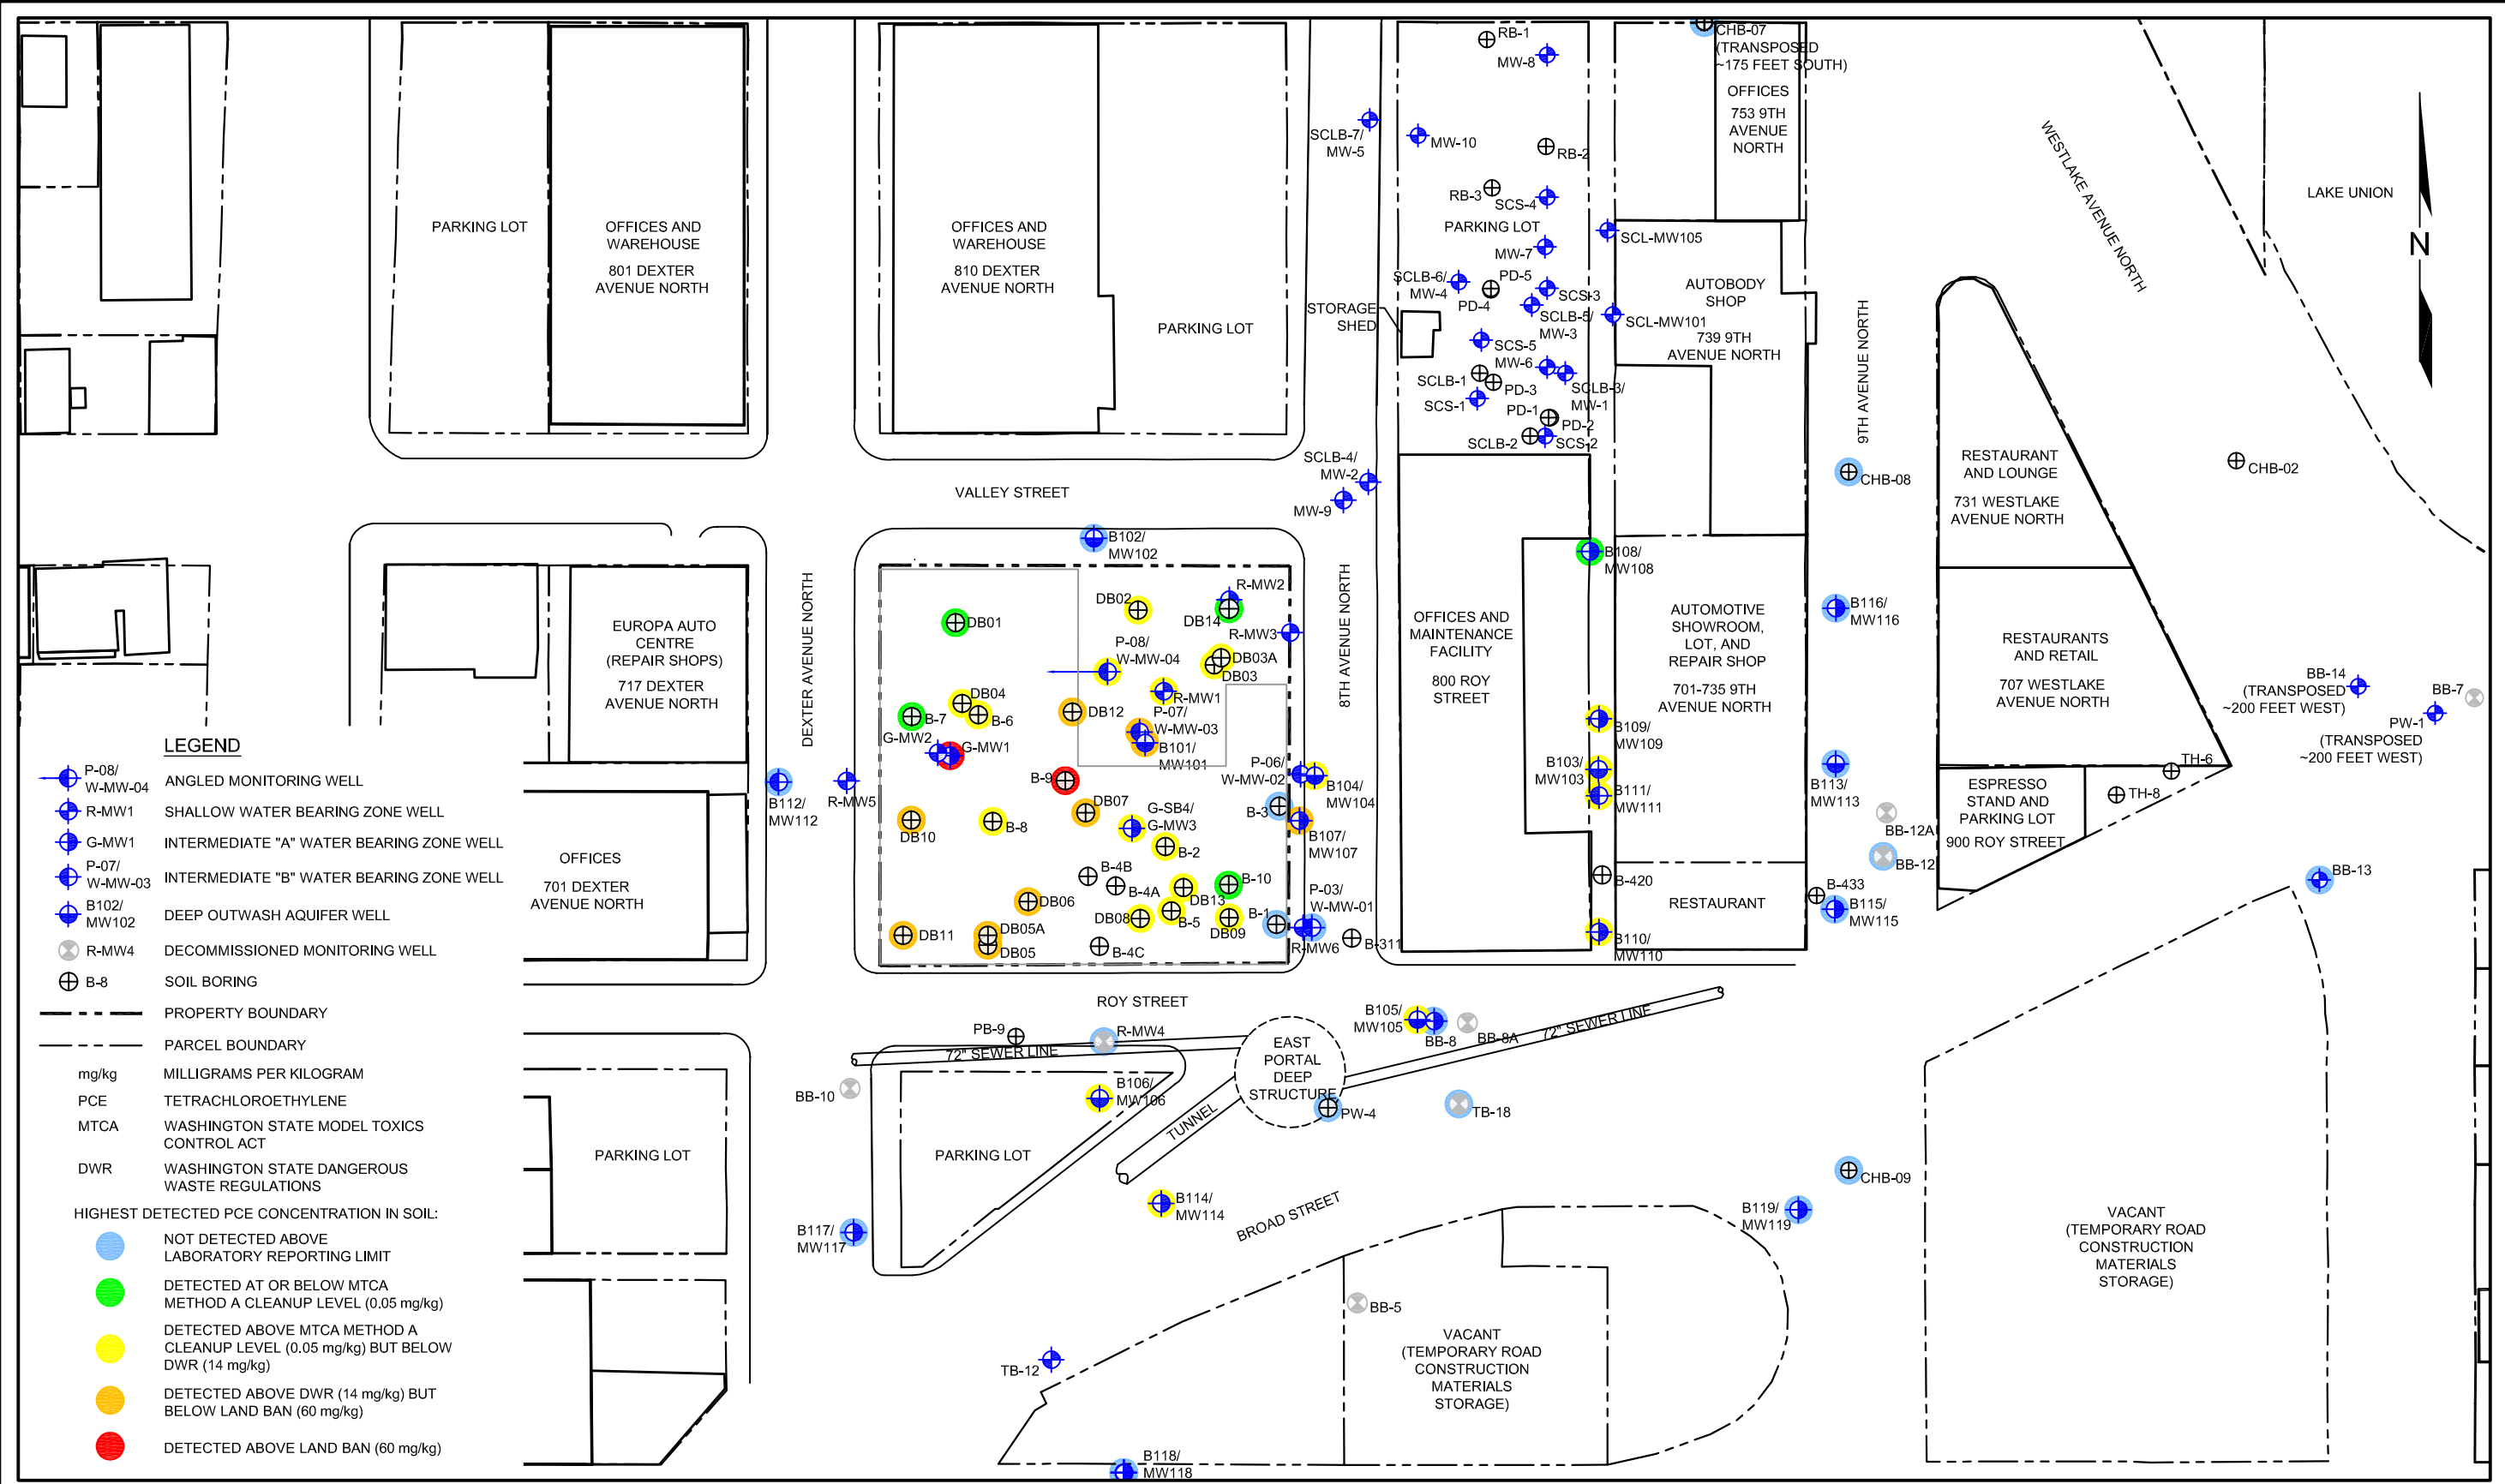 RB-1
MW-8
CHB-07
(TRANSPOSED
~175 FEET SOUTH)
OFFICES
753 9TH
AVENUE
NORTH
SCLB-7/
MW-5
MW-10
RB-2
RB-3
SCS-4
PARKING LOT
MW-7
SCL-MW105
SCLB-6/
MW-4
PD-5
PD-4
SCS-3
SCLB-5/
MW-3
SCL-MW101
STORAGE
SHED
SCS-5
MW-6
SCLB-1
PD-3
SCLB-3/
MW-1
SCS-1
PD-1
PD-2
SCLB-2
SCS-2
AUTOBODY
SHOP
739 9TH
AVENUE NORTH
9TH AVENUE NORTH
WESTLAKE AVENUE NORTH
LAKE UNION
N
PARKING LOT
OFFICES AND
WAREHOUSE
801 DEXTER
AVENUE NORTH
OFFICES AND
WAREHOUSE
810 DEXTER
AVENUE NORTH
PARKING LOT
SCLB-4/
MW-2
MW-9
VALLEY STREET
CHB-08
RESTAURANT
AND LOUNGE
731 WESTLAKE
AVENUE NORTH
CHB-02
B102/
MW102
B108/
MW108
EUROPA AUTO
CENTRE
(REPAIR SHOPS)
717 DEXTER
AVENUE NORTH
DEXTER AVENUE NORTH
8TH AVENUE NORTH
DB01
DB02
R-MW2
DB14
R-MW3
P-08/
W-MW-04
DB03A
DB03
R-MW1
DB04
B-6
B-7
DB12
P-07/
W-MW-03
G-MW2
G-MW1
B101/
MW101
B-9
P-06/
W-MW-02
B104/
MW104
B-3
B107/
MW107
DB07
G-SB4/
G-MW3
DB10
B-8
B-2
B-4B
B-4A
B-10
DB13
P-03/
W-MW-01
DB06
DB08
B-5
DB09
B-1
DB11
DB05A
DB05
B-4C
R-MW6
B-311
B112/
MW112
R-MW5
OFFICES AND
MAINTENANCE
FACILITY
800 ROY
STREET
AUTOMOTIVE
SHOWROOM,
LOT, AND
REPAIR SHOP
701-735 9TH
AVENUE NORTH
B109/
MW109
B103/
MW103
B111/
MW111
B-420
RESTAURANT
B110/
MW110
B116/
MW116
B113/
MW113
BB-12A
BB-12
B-433
B115/
MW115
RESTAURANTS
AND RETAIL
707 WESTLAKE
AVENUE NORTH
ESPRESSO
STAND AND
PARKING LOT
900 ROY STREET
TH-6
TH-8
BB-14
(TRANSPOSED
~200 FEET WEST)
BB-7
PW-1
(TRANSPOSED
~200 FEET WEST)
BB-13
OFFICES
701 DEXTER
AVENUE NORTH
ROY STREET
PB-9
R-MW4
72" SEWER LINE
EAST
PORTAL
DEEP
STRUCTURE
B105/
MW105
BB-8
BB-8A
72" SEWER LINE
BB-10
B106/
MW106
TUNNEL
PW-4
TB-18
PARKING LOT
PARKING LOT
B114/
MW114
BROAD STREET
B117/
MW117
CHB-09
B119/
MW119
BB-5
TB-12
B118/
MW118
VACANT
(TEMPORARY ROAD
CONSTRUCTION
MATERIALS
STORAGE)
VACANT
(TEMPORARY ROAD
CONSTRUCTION
MATERIALS
STORAGE)
LEGEND
P-08/
W-MW-04
ANGLED MONITORING WELL
R-MW1 SHALLOW WATER BEARING ZONE WELL
G-MW1 INTERMEDIATE "A" WATER BEARING ZONE WELL
P-07/
W-MW-03
INTERMEDIATE "B" WATER BEARING ZONE WELL
B102/
MW102
DEEP OUTWASH AQUIFER WELL
R-MW4 DECOMMISSIONED MONITORING WELL
B-8 SOIL BORING
PROPERTY BOUNDARY
PARCEL BOUNDARY
mg/kg MILLIGRAMS PER KILOGRAM
PCE TETRACHLOROETHYLENE
MTCA WASHINGTON STATE MODEL TOXICS
CONTROL ACT
DWR WASHINGTON STATE DANGEROUS
WASTE REGULATIONS
HIGHEST DETECTED PCE CONCENTRATION IN SOIL:
NOT DETECTED ABOVE
LABORATORY REPORTING LIMIT
DETECTED AT OR BELOW MTCA
METHOD A CLEANUP LEVEL (0.05 mg/kg)
DETECTED ABOVE MTCA METHOD A
CLEANUP LEVEL (0.05 mg/kg) BUT BELOW
DWR (14 mg/kg)
DETECTED ABOVE DWR (14 mg/kg) BUT
BELOW LAND BAN (60 mg/kg)
DETECTED ABOVE LAND BAN (60 mg/kg)